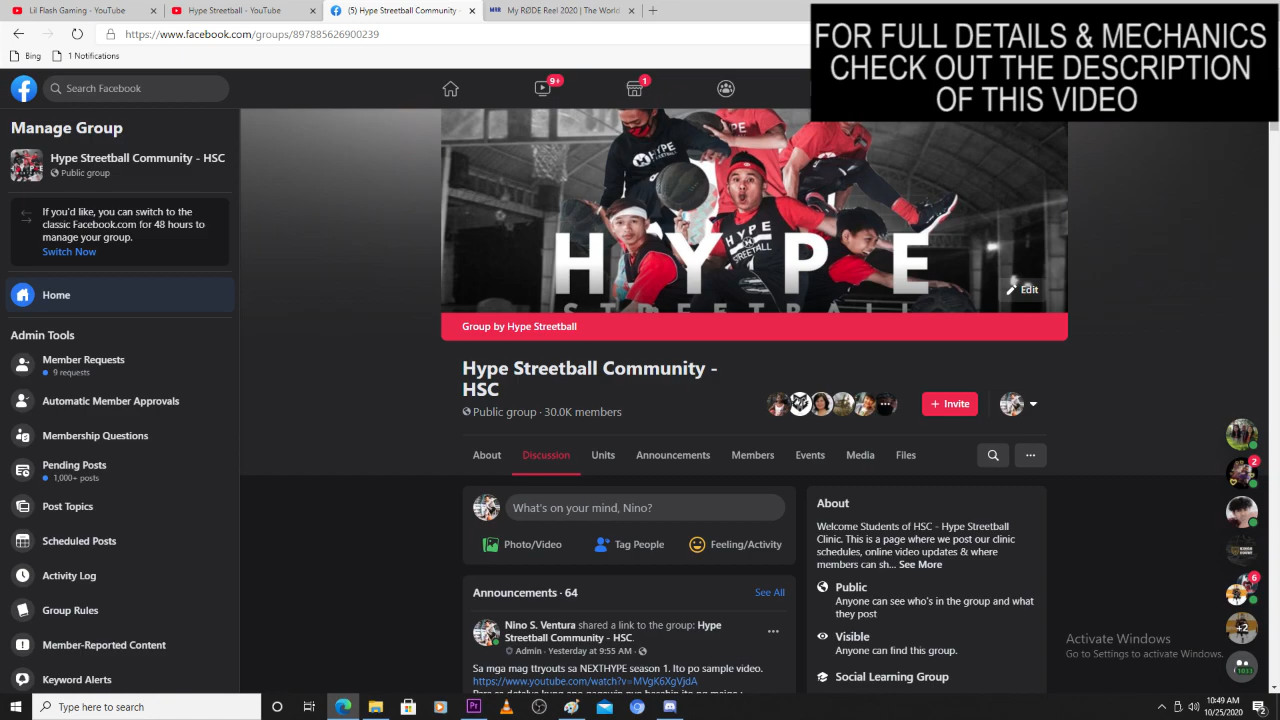 Lil Flash Gaming - YouTube
Hype Streetball - YouTube
(5) Hype Streetball Community -
MRR My RØDE Reel 2020 | The World
https://www.facebook.com/groups/897885626900239
Bing
1 Notifications
FOR FULL DETAILS & MECHANICS
CHECK OUT THE DESCRIPTION
OF THIS VIDEO
Search Facebook
9+
1
Manage Group
Hype Streetball Community - HSC
Public group
If you'd like, you can switch to the
classic Facebook.com for 48 hours to
manage your group.
Switch Now
Home
Admin Tools
Member Requests
9 requests
Automatic Member Approvals
Membership Questions
Pending Posts
1,000+ posts
Post Topics
Scheduled Posts
Activity Log
Group Rules
Member-Reported Content
Keyword Alerts
HYPE
STREETBALL
Edit
Group by Hype Streetball
Hype Streetball Community -
HSC
Public group · 30.0K members
+ Invite
About
Discussion
Units
Announcements
Members
Events
Media
Files
What's on your mind, Nino?
Photo/Video
Tag People
Feeling/Activity
Announcements · 64
See All
Nino S. Ventura shared a link to the group: Hype
Streetball Community - HSC.
Admin · Yesterday at 9:55 AM ·
Sa mga mag ttryouts sa NEXTHYPE season 1. Ito po sample video.
https://www.youtube.com/watch?v=MVgK6XgVjdA
About
Welcome Students of HSC - Hype Streetball
Clinic. This is a page where we post our clinic
schedules, online video updates & where
members can sh... See More
Public
Anyone can see who's in the group and what
they post
Visible
Anyone can find this group.
Social Learning Group
2
6
+2
Activate Windows
Go to Settings to activate Windows.
Type here to search
Pr
10:49 AM
10/25/2020
2